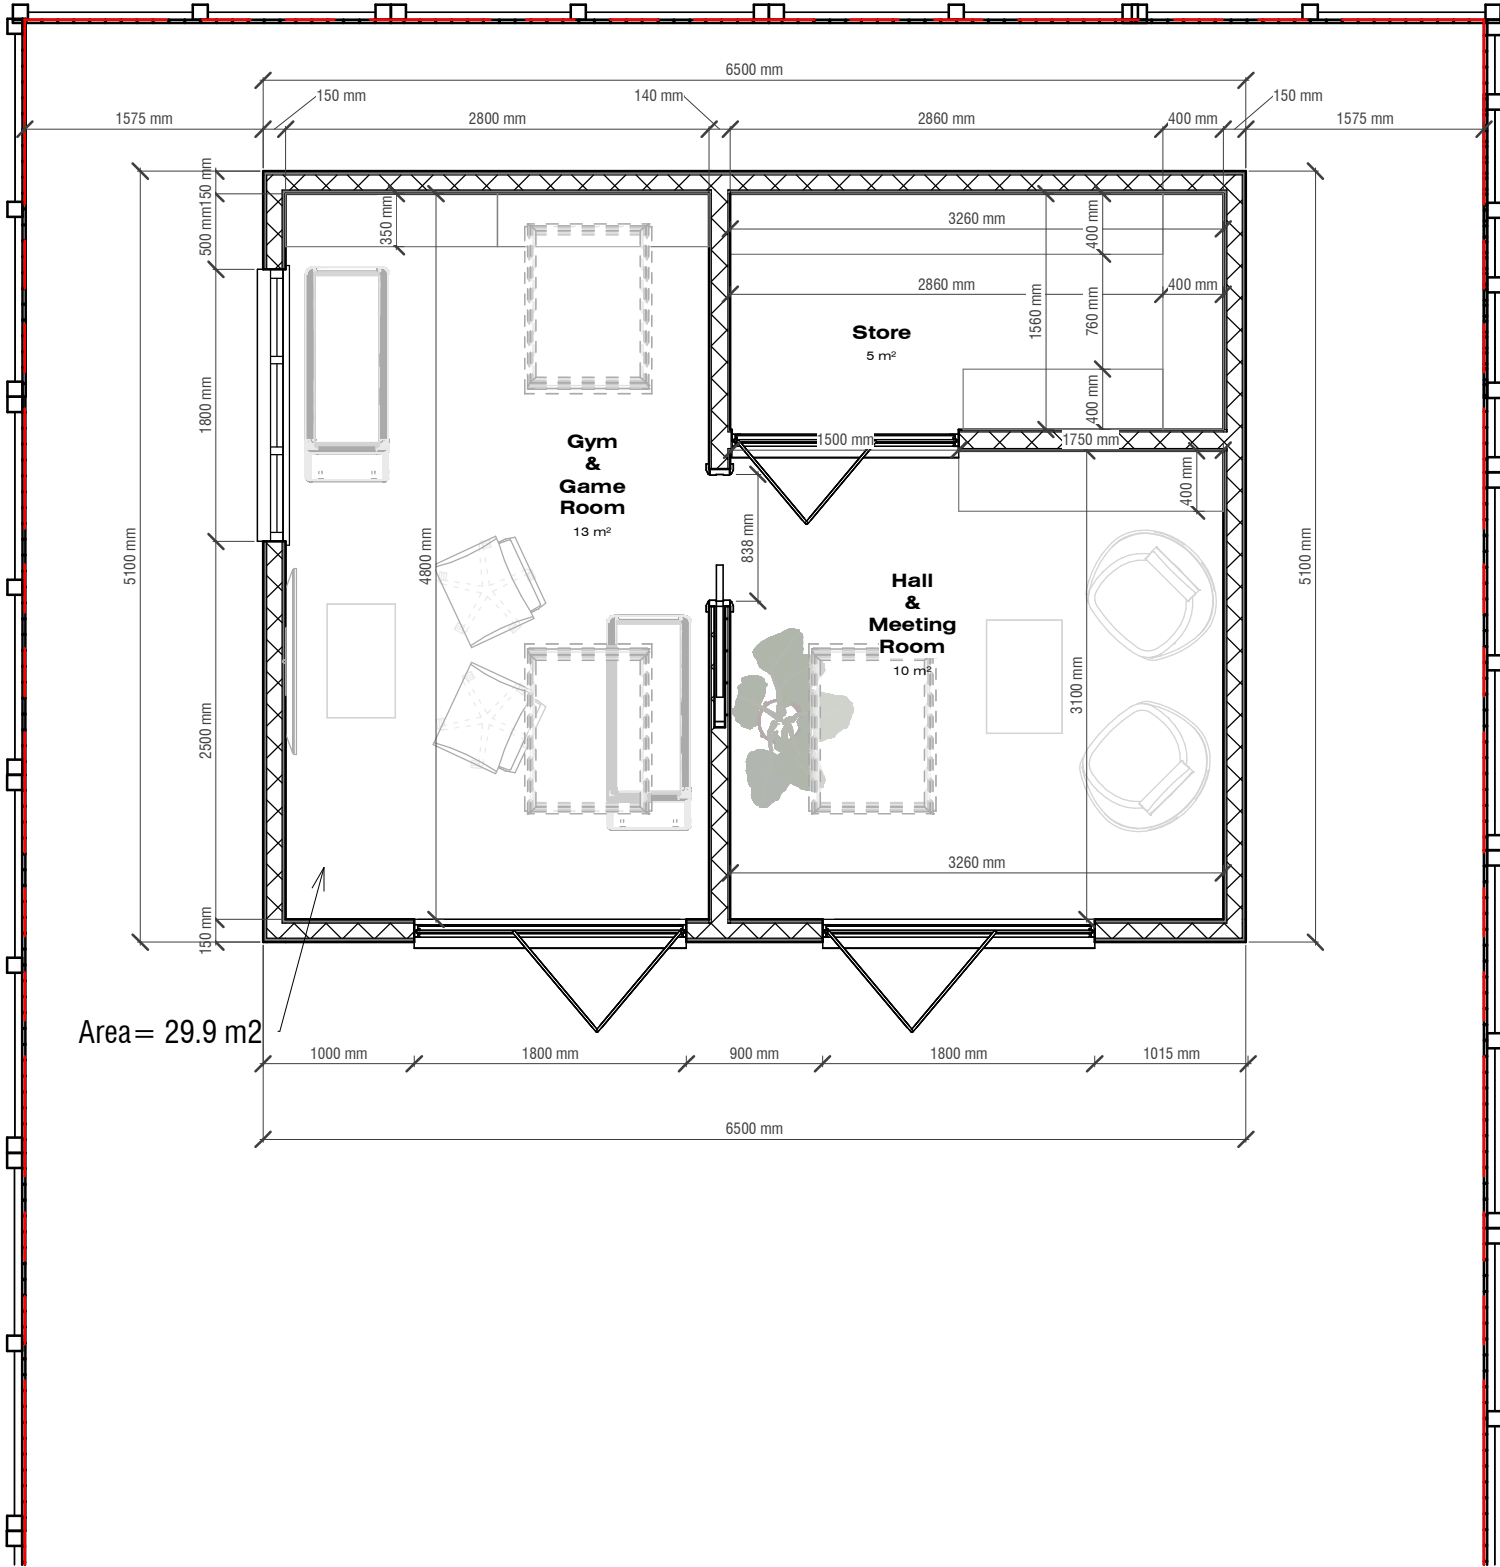 6500 mm
150 mm
140 mm
150 mm
1575 mm
2800 mm
2860 mm
400 mm
1575 mm
150 mm
500 mm
350 mm
3260 mm
400 mm
2860 mm
400 mm
1560 mm
760 mm
Store
5 m²
1800 mm
400 mm
1500 mm
1750 mm
Gym
&
Game
Room
13 m²
400 mm
838 mm
5100 mm
4800 mm
5100 mm
Hall
&
Meeting
Room
10 m²
3100 mm
2500 mm
3260 mm
150 mm
Area= 29.9 m2
1000 mm
1800 mm
900 mm
1800 mm
1015 mm
6500 mm